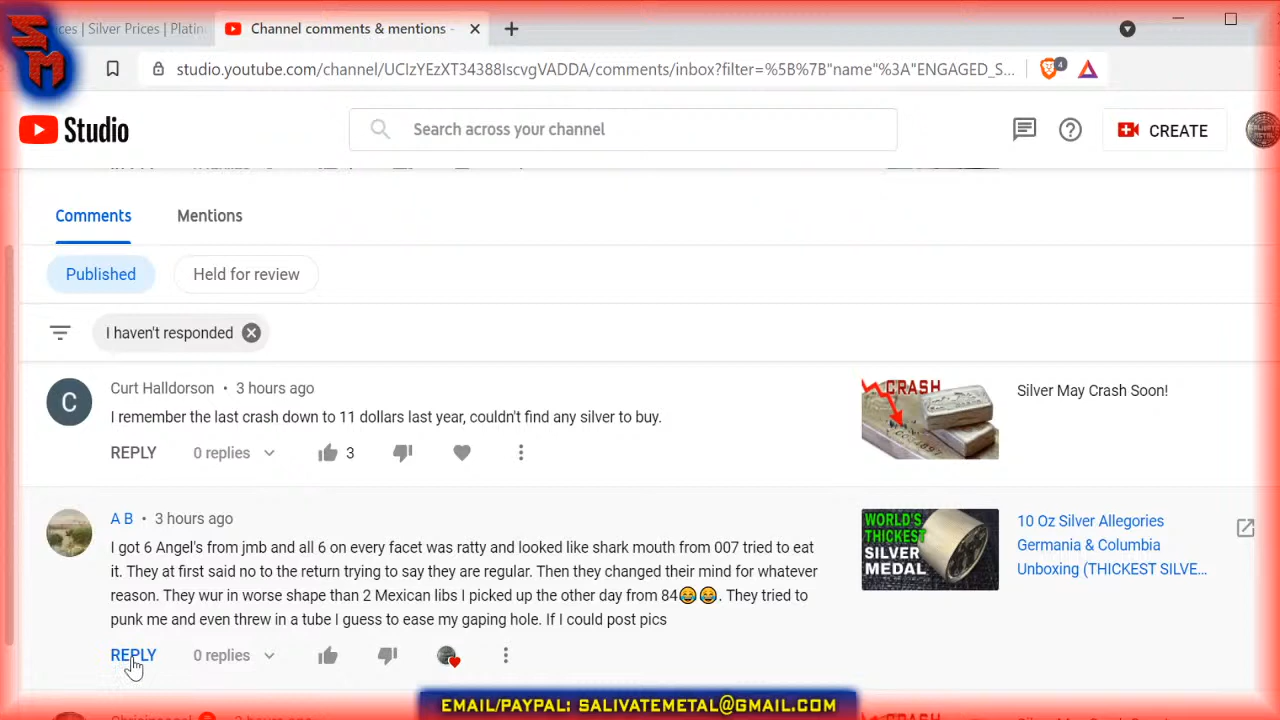 SM
ces | Silver Prices | Platin
Channel comments & mentions -
studio.youtube.com/channel/UCIzYEzXT34388IscvgVADDA/comments/inbox?filter=%5B%7B"name"%3A"ENGAGED_S...
4
Studio
Search across your channel
CREATE
Comments
Mentions
Published
Held for review
I haven't responded
Curt Halldorson • 3 hours ago
I remember the last crash down to 11 dollars last year, couldn't find any silver to buy.
REPLY
0 replies
3
CRASH
Silver May Crash Soon!
C
A B • 3 hours ago
I got 6 Angel's from jmb and all 6 on every facet was ratty and looked like shark mouth from 007 tried to eat
it. They at first said no to the return trying to say they are regular. Then they changed their mind for whatever
reason. They wur in worse shape than 2 Mexican libs I picked up the other day from 84😂😂. They tried to
punk me and even threw in a tube I guess to ease my gaping hole. If I could post pics
REPLY
0 replies
WORLD'S
THICKEST
SILVER
MEDAL
10 Oz Silver Allegories
Germania & Columbia
Unboxing (THICKEST SILVE...
EMAIL/PAYPAL: SALIVATEMETAL@GMAIL.COM